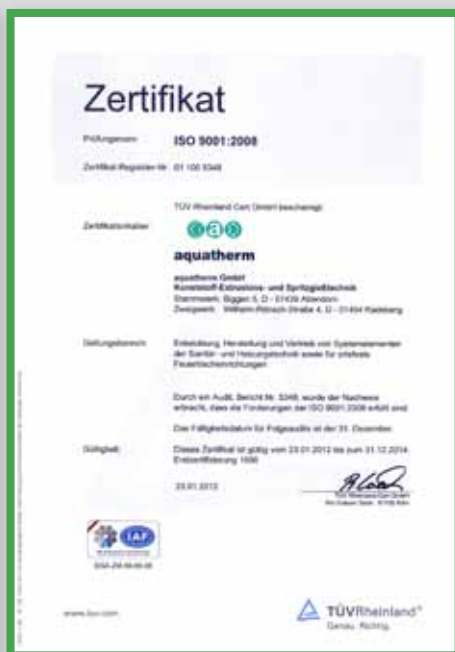 Zertifikat
Prüfungsnorm ISO 9001:2008
Zertifikat-Registrier-Nr. 01 100 5348
TÜV Rheinland Cert GmbH bescheinigt:
Zertifikatsinhaber:
aquatherm
aquatherm GmbH
Kunststoff-Extrusions- und Spritzgießtechnik
Stammwerk: Biggen 5, D - 57439 Attendorn
Zweigwerk: Wilhelm-Rönsch-Straße 4, D - 01454 Radeberg
Geltungsbereich: Entwicklung, Herstellung und Vertrieb von Systemelementen
der Sanitär- und Heizungstechnik sowie für ortsfeste
Feuerlöscheinrichtungen
Durch ein Audit, Bericht Nr. 5348, wurde der Nachweis
erbracht, dass die Forderungen der ISO 9001:2008 erfüllt sind.
Das Fälligkeitsdatum für Folgeaudits ist der 31. Dezember.
Gültigkeit: Dieses Zertifikat ist gültig vom 23.01.2012 bis zum 31.12.2014.
Erstzertifizierung 1996
23.01.2012
TÜV Rheinland Cert GmbH
IAF
www.tuv.com
TÜVRheinland®
Genau. Richtig.